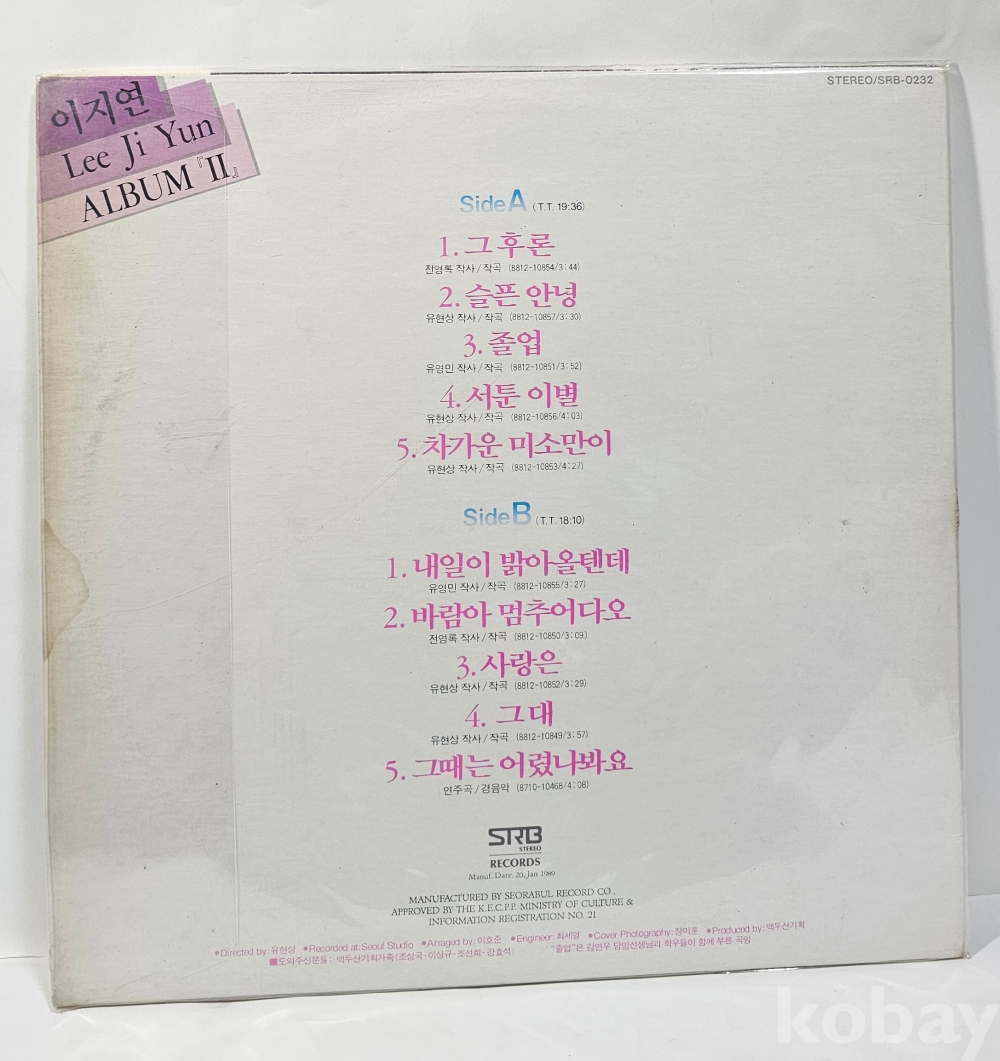 이지연
Lee Ji Yun
ALBUM『II』
STEREO/SRB-0232
Side A (T.T. 19:36)
1. 그 후론
전영록 작사/작곡 (8812-10854/3:44)
2. 슬픈 안녕
유현상 작사/작곡 (8812-10857/3:30)
3. 졸업
유영민 작사/작곡 (8812-10851/3:52)
4. 서툰 이별
유현상 작사/작곡 (8812-10856/4:03)
5. 차가운 미소만이
유현상 작사/작곡 (8812-10853/4:27)
Side B (T.T. 18:10)
1. 내일이 밝아올텐데
유영민 작사/작곡 (8812-10855/3:27)
2. 바람아 멈추어다오
전영록 작사/작곡 (8812-10850/3:09)
3. 사랑은
유현상 작사/작곡 (8812-10852/3:29)
4. 그대
유현상 작사/작곡 (8812-10849/3:57)
5. 그때는 어렸나봐요
연주곡/경음악 (8710-10468/4:08)
SRB
STEREO
RECORDS
Manuf. Date. 20, Jan 1989
MANUFACTURED BY SEORABUL RECORD CO.,
APPROVED BY THE K.E.C.P.P. MINISTRY OF CULTURE &
INFORMATION REGISTRATION NO. 21
●Directed by: 유현상 ●Recorded at: Seoul Studio ●Arraged by: 이호준 ●Engineer: 최세영 ●Cover Photography: 장미훈 ●Produced by: 백두산기획
■도와주신분들: 백두산기획가족(조상국·이상규·조선희·강효석) "졸업"은 김연우 담임선생님과 학우들이 함께 부른 곡임
kobay